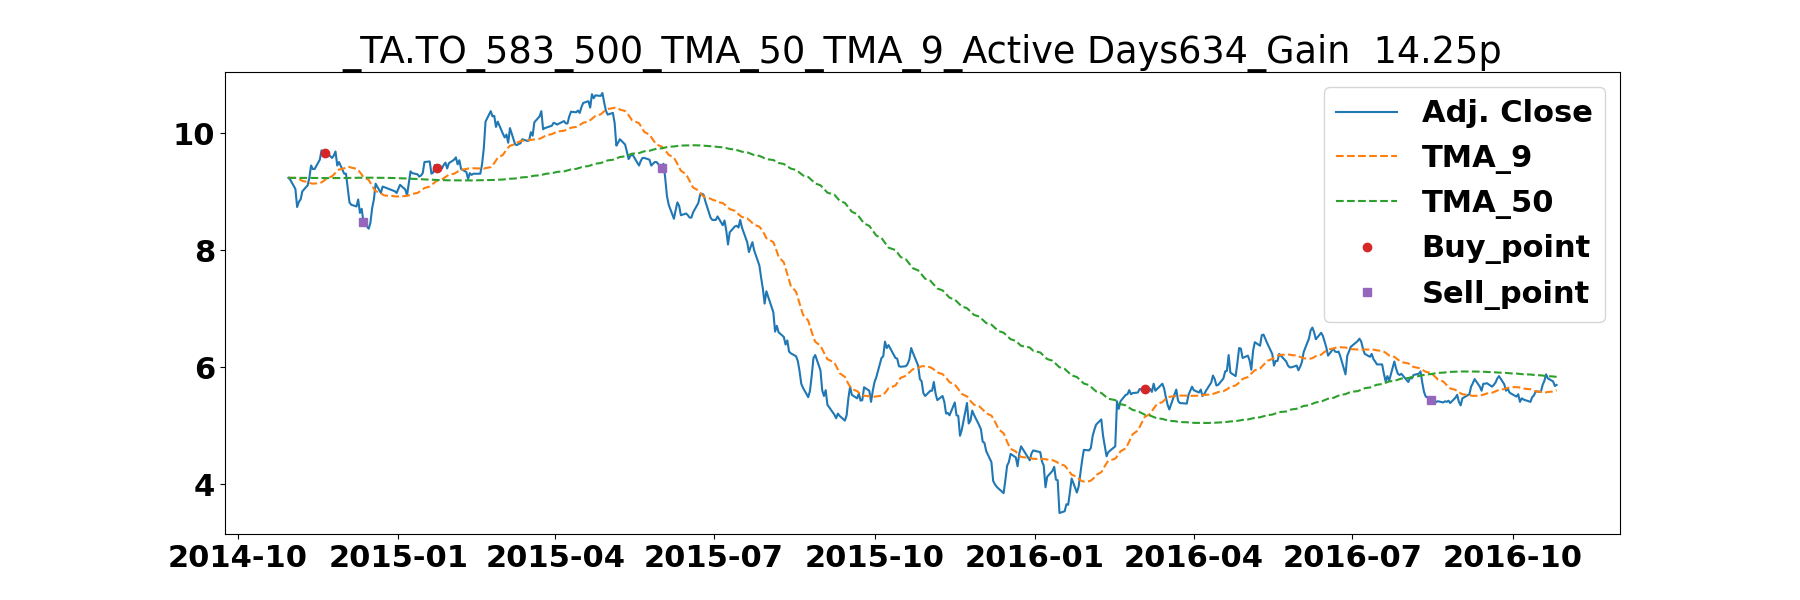 _TA.TO_583_500_TMA_50_TMA_9_Active Days634_Gain  14.25p
Adj. Close
TMA_9
TMA_50
Buy_point
Sell_point
10
8
6
4
2014-10 2015-01 2015-04 2015-07 2015-10 2016-01 2016-04 2016-07 2016-10